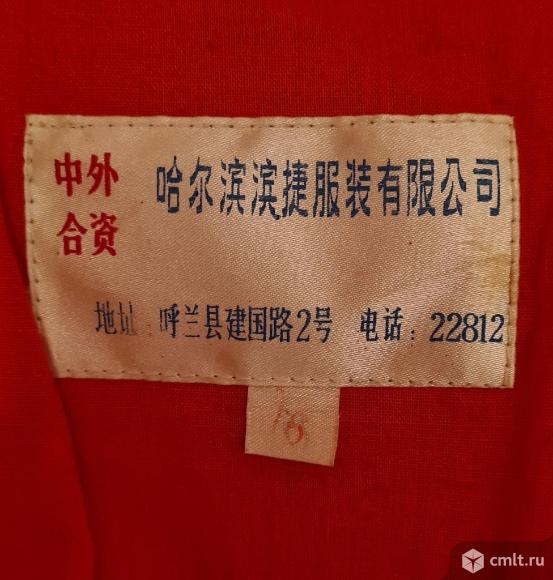 中外 哈尔滨滨捷服装有限公司
合资
地址：呼兰县建国路2号 电话：22812
cmlt.ru